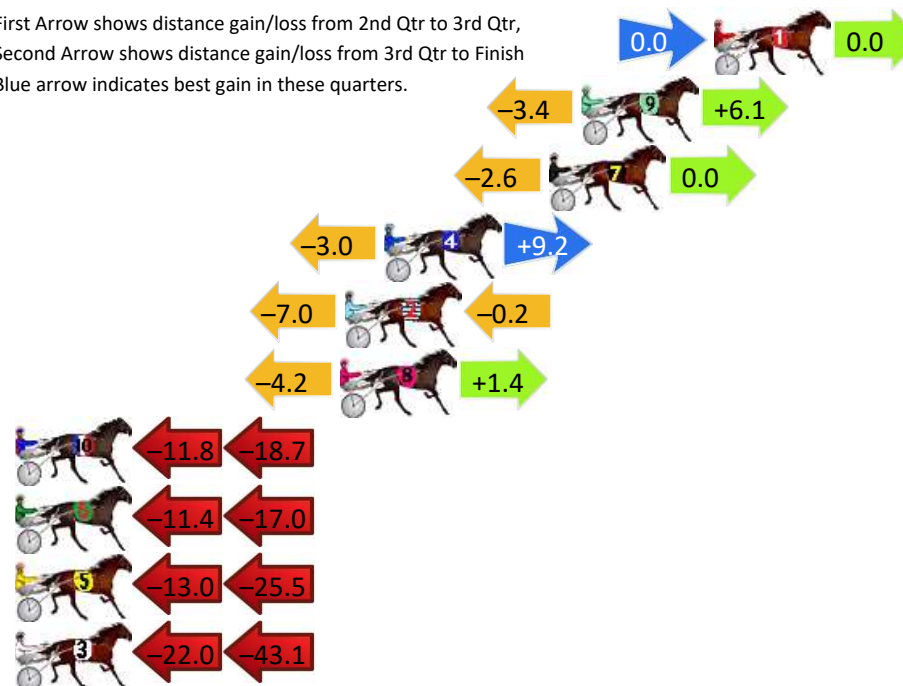 First Arrow shows distance gain/loss from 2nd Qtr to 3rd Qtr,
Second Arrow shows distance gain/loss from 3rd Qtr to Finish
Blue arrow indicates best gain in these quarters.
0.0 1 0.0
−3.4 9 +6.1
−2.6 7 0.0
−3.0 4 +9.2
−7.0 2 −0.2
−4.2 8 +1.4
0 −11.8 −18.7
6 −11.4 −17.0
5 −13.0 −25.5
3 −22.0 −43.1